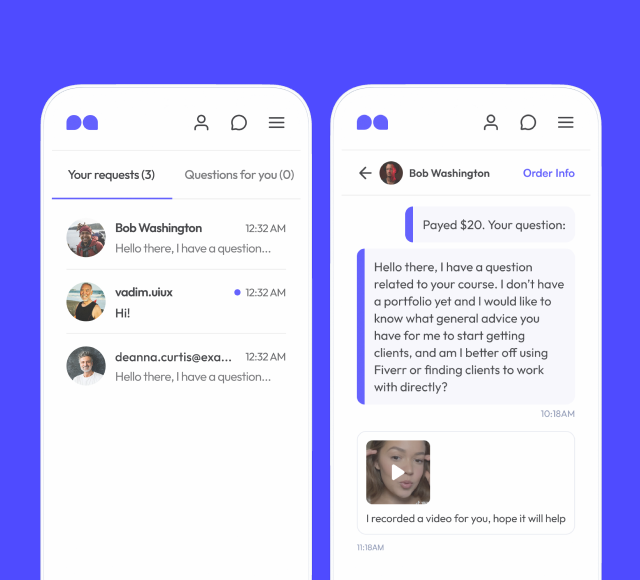 Your requests (3)
Questions for you (0)
Bob Washington
12:32 AM
Hello there, I have a question...
vadim.uiux
12:32 AM
Hi!
deanna.curtis@exa...
12:32 AM
Hello there, I have a question...
Bob Washington
Order Info
Payed $20. Your question:
Hello there, I have a question
related to your course. I don't have
a portfolio yet and I would like to
know what general advice you
have for me to start getting
clients, and am I better off using
Fiverr or finding clients to work
with directly?
10:18AM
I recorded a video for you, hope it will help
11:18AM